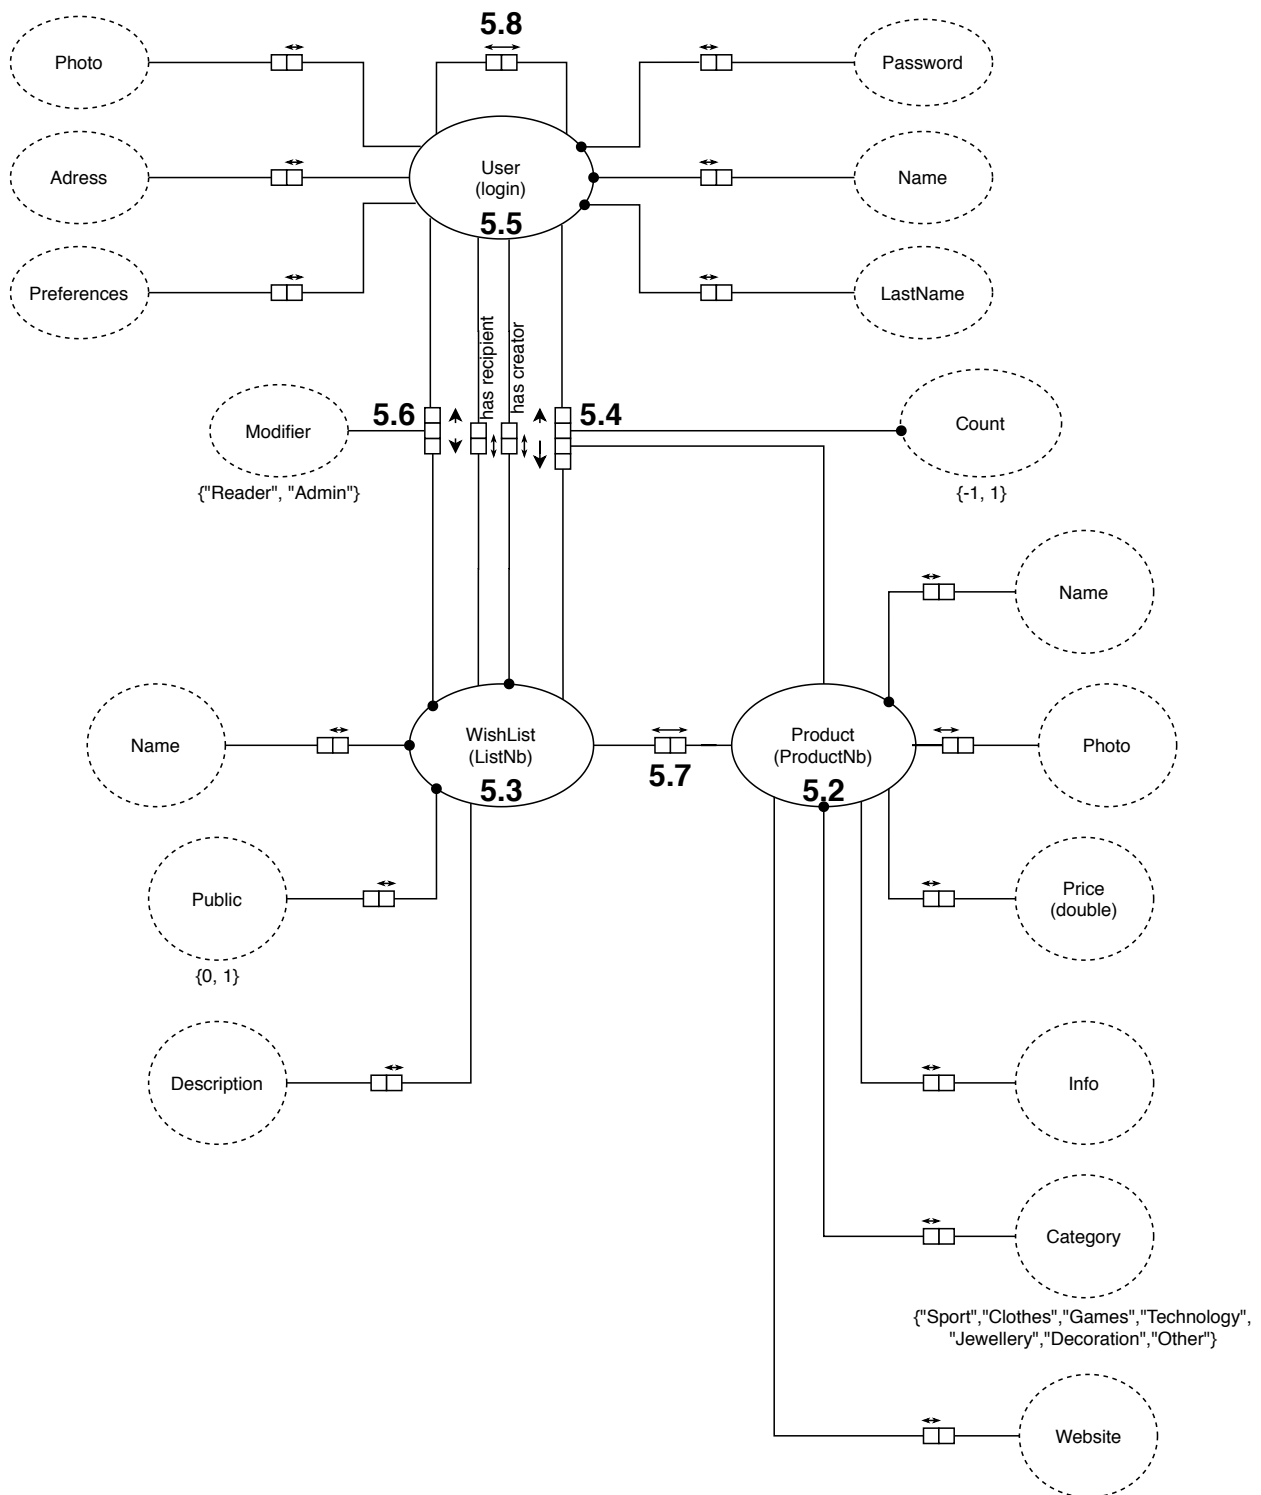 5.8
Photo
Password
User
(login)
5.5
Adress
Name
Preferences
LastName
has recipient
has creator
5.6
5.4
Modifier
{"Reader", "Admin"}
Count
{-1, 1}
Name
Name
WishList
(ListNb)
5.3
5.7
Product
(ProductNb)
5.2
Photo
Public
{0, 1}
Price
(double)
Description
Info
Category
{"Sport","Clothes","Games","Technology",
"Jewellery","Decoration","Other"}
Website